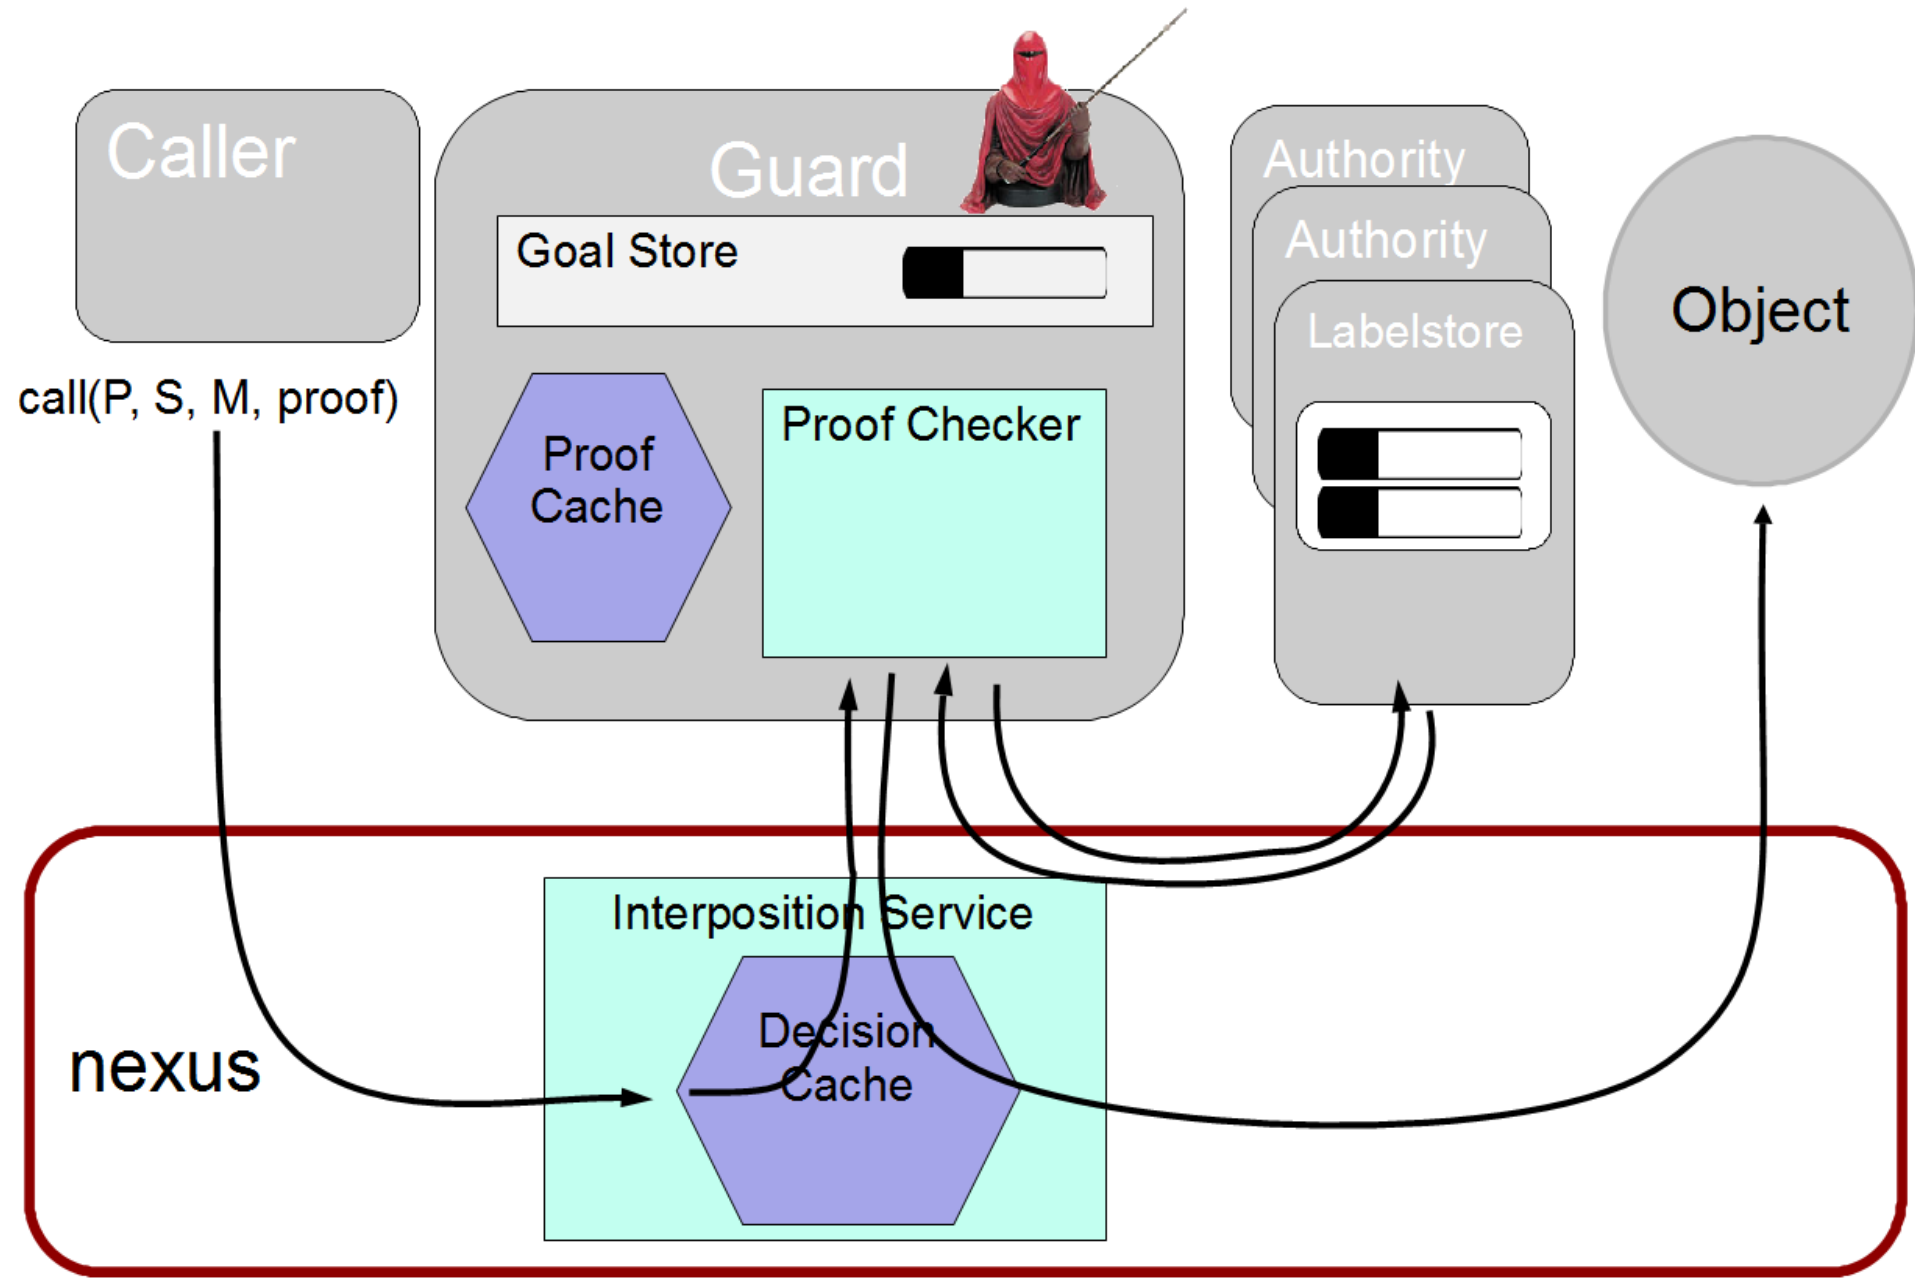 Caller
Guard
Goal Store
Proof
Cache
Proof Checker
Authority
Authority
Labelstore
Object
call(P, S, M, proof)
nexus
Interposition Service
Decision
Cache